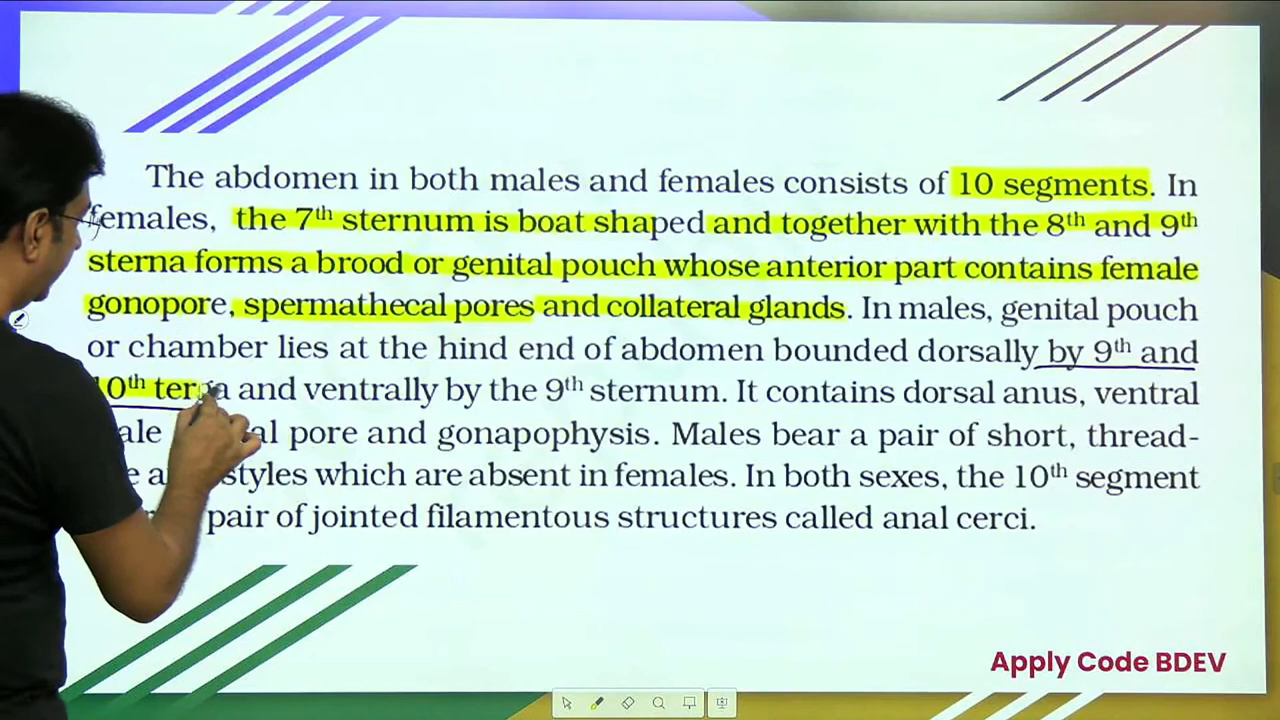 The abdomen in both males and females consists of 10 segments. In
females, the 7th sternum is boat shaped and together with the 8th and 9th
sterna forms a brood or genital pouch whose anterior part contains female
gonopore, spermathecal pores and collateral glands. In males, genital pouch
or chamber lies at the hind end of abdomen bounded dorsally by 9th and
10th terga and ventrally by the 9th sternum. It contains dorsal anus, ventral
pore and gonapophysis. Males bear a pair of short, thread-
styles which are absent in females. In both sexes, the 10th segment
pair of jointed filamentous structures called anal cerci.
Apply Code BDEV